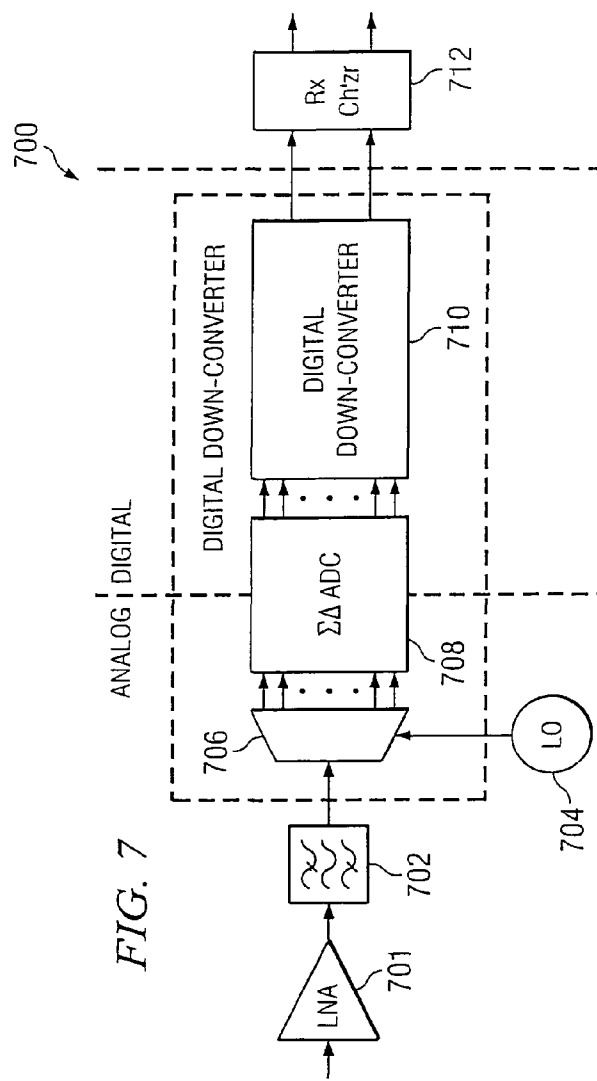 FIG. 7
700
ANALOG
DIGITAL
DIGITAL DOWN-CONVERTER
LNA
701
702
LO
704
706
ΣΔ ADC
708
DIGITAL
DOWN-CONVERTER
710
Rx
Ch'zr
712